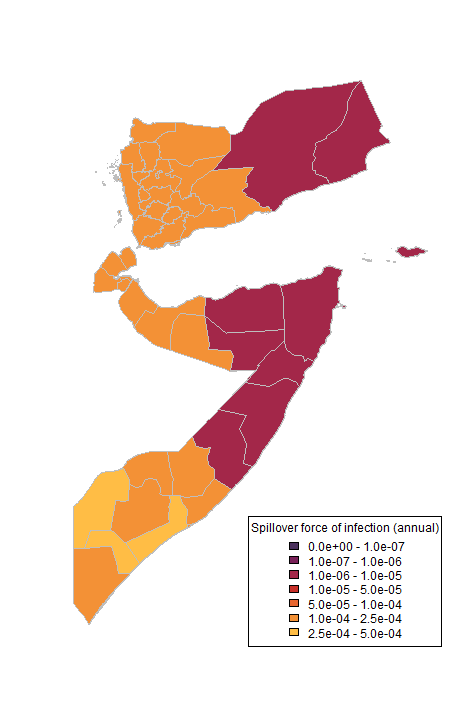 Spillover force of infection (annual)
0.0e+00 - 1.0e-07
1.0e-07 - 1.0e-06
1.0e-06 - 1.0e-05
1.0e-05 - 5.0e-05
5.0e-05 - 1.0e-04
1.0e-04 - 2.5e-04
2.5e-04 - 5.0e-04